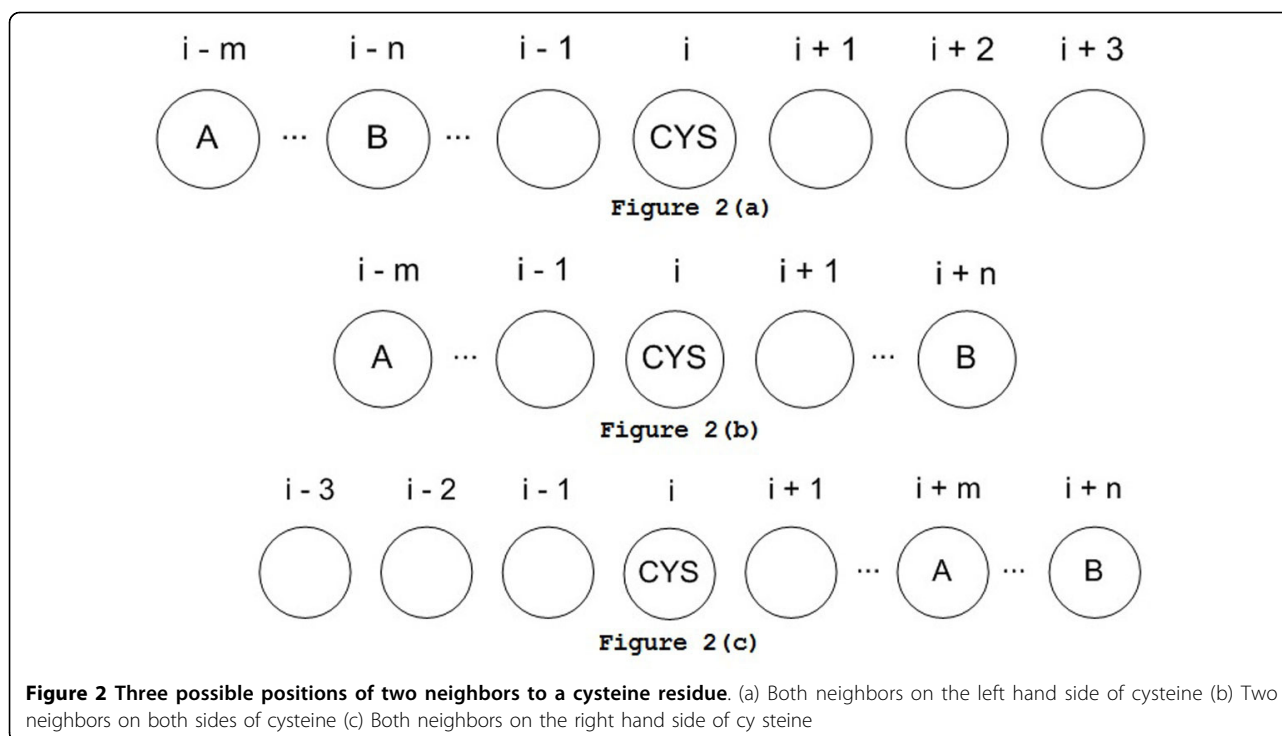 i - m i - n i - 1 i i + 1 i + 2 i + 3
A ... B ... CYS
Figure 2(a)
i - m i - 1 i i + 1 i + n
A ... CYS ... B
Figure 2(b)
i - 3 i - 2 i - 1 i i + 1 i + m i + n
CYS ... A ... B
Figure 2(c)
Figure 2 Three possible positions of two neighbors to a cysteine residue. (a) Both neighbors on the left hand side of cysteine (b) Two
neighbors on both sides of cysteine (c) Both neighbors on the right hand side of cy steine